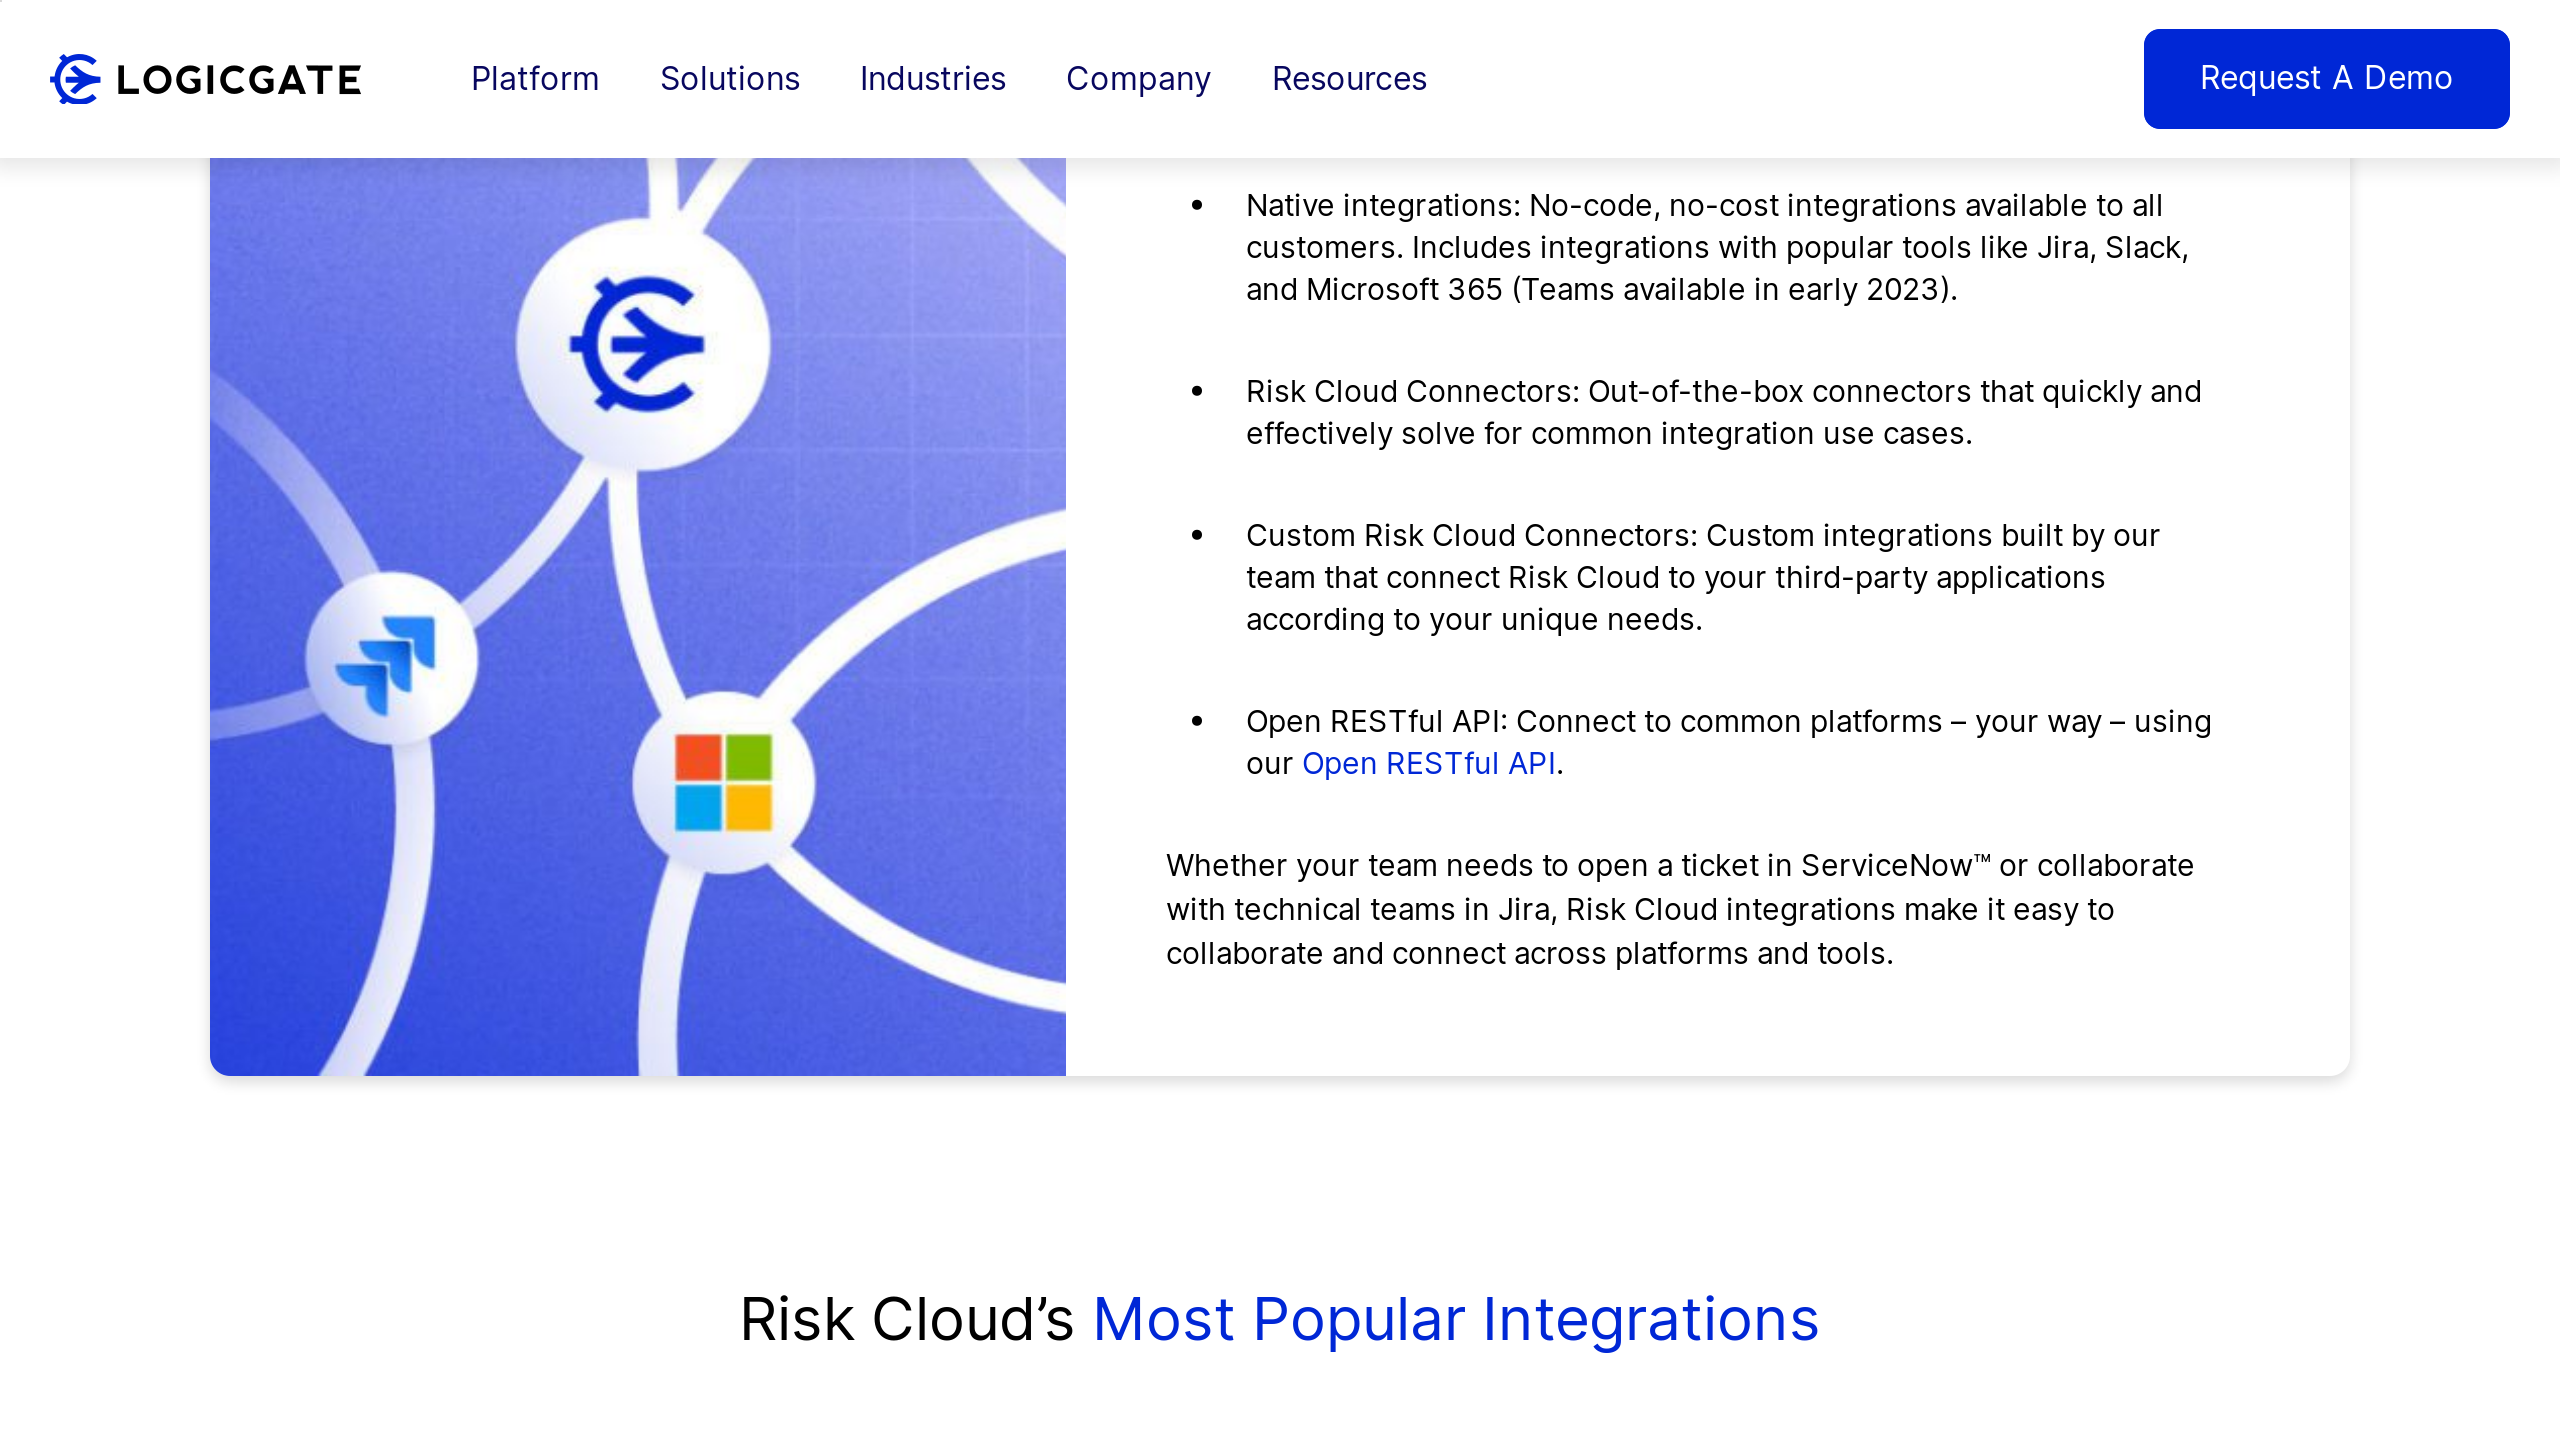 LOGICGATE
Platform
Solutions
Industries
Company
Resources
Request A Demo
• Native integrations: No-code, no-cost integrations available to all
customers. Includes integrations with popular tools like Jira, Slack,
and Microsoft 365 (Teams available in early 2023).
• Risk Cloud Connectors: Out-of-the-box connectors that quickly and
effectively solve for common integration use cases.
• Custom Risk Cloud Connectors: Custom integrations built by our
team that connect Risk Cloud to your third-party applications
according to your unique needs.
• Open RESTful API: Connect to common platforms – your way – using
our Open RESTful API.
Whether your team needs to open a ticket in ServiceNow™ or collaborate
with technical teams in Jira, Risk Cloud integrations make it easy to
collaborate and connect across platforms and tools.
Risk Cloud’s Most Popular Integrations